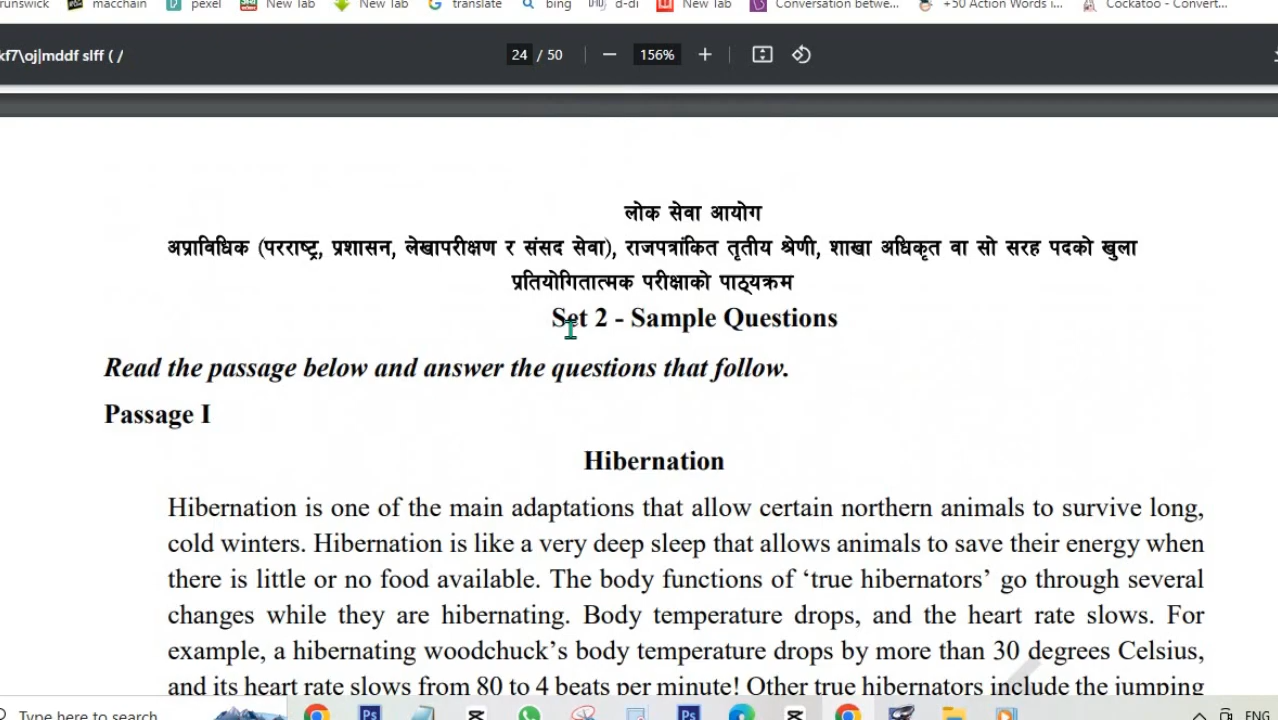 runswick macchain pexel New Tab New Tab translate bing d-di New Tab Conversation betwe... +50 Action Words i... Cockatoo - Convert...
kf7\oj|mddf slff ( / 24 / 50 156%
लोक सेवा आयोग
अप्राविधिक (परराष्ट्र, प्रशासन, लेखापरीक्षण र संसद सेवा), राजपत्रांकित तृतीय श्रेणी, शाखा अधिकृत वा सो सरह पदको खुला
प्रतियोगितात्मक परीक्षाको पाठ्यक्रम
Set 2 - Sample Questions
Read the passage below and answer the questions that follow.
Passage I
Hibernation
Hibernation is one of the main adaptations that allow certain northern animals to survive long,
cold winters. Hibernation is like a very deep sleep that allows animals to save their energy when
there is little or no food available. The body functions of ‘true hibernators’ go through several
changes while they are hibernating. Body temperature drops, and the heart rate slows. For
example, a hibernating woodchuck’s body temperature drops by more than 30 degrees Celsius,
and its heart rate slows from 80 to 4 beats per minute! Other true hibernators include the jumping
Type here to search ENG